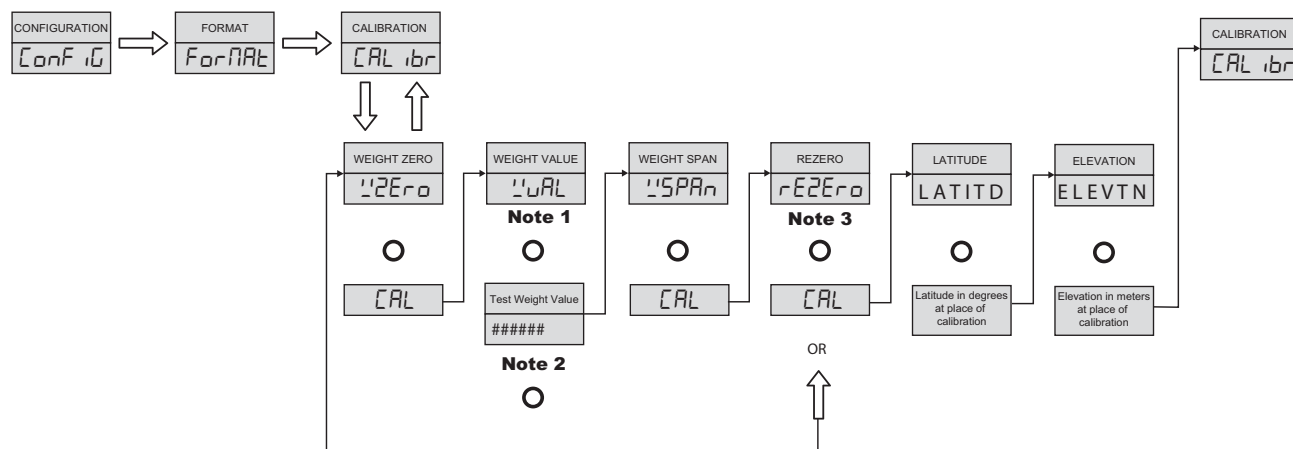 CONFIGURATION
ConFiG
FORMAT
ForMAt
CALIBRATION
CALibr
CALIBRATION
CALibr
WEIGHT ZERO
WZEro
WEIGHT VALUE
WvAL
WEIGHT SPAN
WSPAn
REZERO
rEZEro
LATITUDE
LATITD
ELEVATION
ELEVTN
Note 1
Note 3
CAL
Test Weight Value
######
CAL
CAL
Latitude in degrees
at place of
calibration
Elevation in meters
at place of
calibration
Note 2
OR